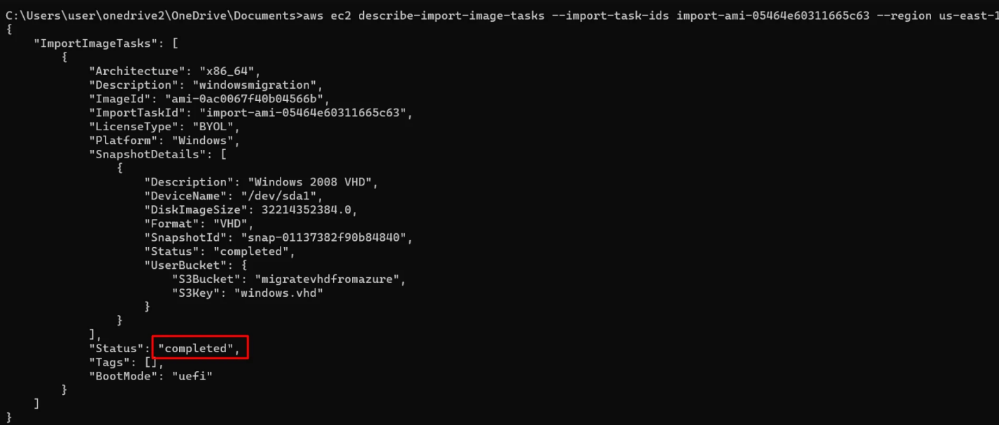 C:\Users\user\onedrive2\OneDrive\Documents>aws ec2 describe-import-image-tasks --import-task-ids import-ami-05464e60311665c63 --region us-east-1
{
    "ImportImageTasks": [
        {
            "Architecture": "x86_64",
            "Description": "windowsmigration",
            "ImageId": "ami-0ac0067f40b04566b",
            "ImportTaskId": "import-ami-05464e60311665c63",
            "LicenseType": "BYOL",
            "Platform": "Windows",
            "SnapshotDetails": [
                {
                    "Description": "Windows 2008 VHD",
                    "DeviceName": "/dev/sda1",
                    "DiskImageSize": 32214352384.0,
                    "Format": "VHD",
                    "SnapshotId": "snap-01137382f90b84840",
                    "Status": "completed",
                    "UserBucket": {
                        "S3Bucket": "migratevhdfromazure",
                        "S3Key": "windows.vhd"
                    }
                }
            ],
            "Status": "completed",
            "Tags": [],
            "BootMode": "uefi"
        }
    ]
}